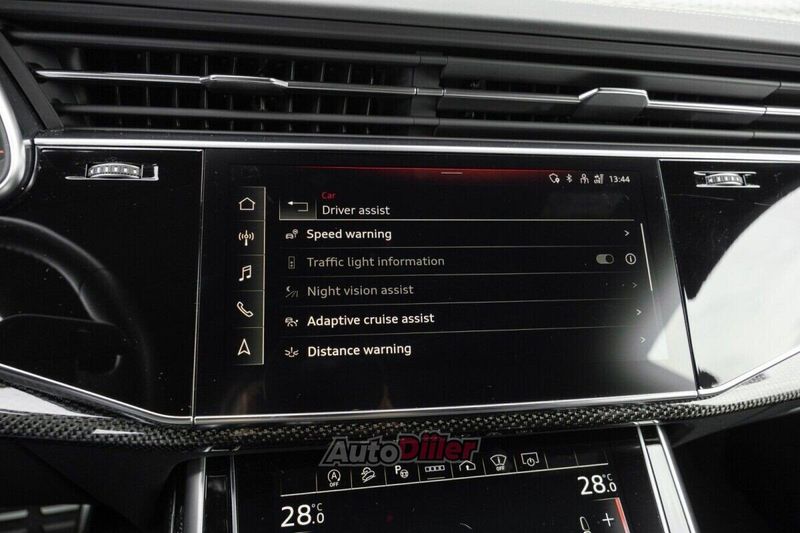 13:44
Car
Driver assist
Speed warning
Traffic light information
Night vision assist
Adaptive cruise assist
Distance warning
AutoDiler
OFF
P
OFF
28.0 °C
28.0 °C
+